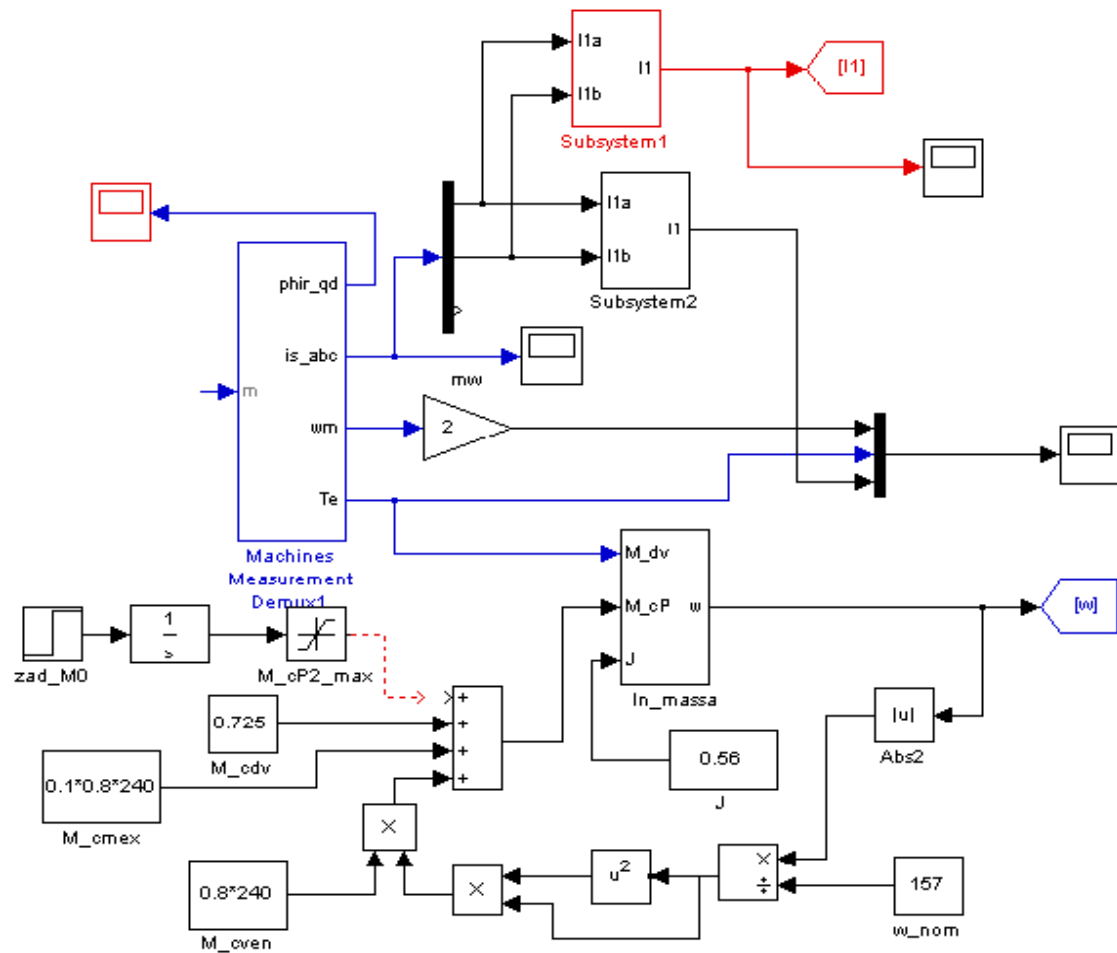 I1a
I1
[I1]
I1b
Subsystem1
I1a
I1
I1b
Subsystem2
phir_qd
is_abc
m
mw
wm
2
Te
Machines
Measurement
Demux1
M_dv
M_cP
w
[w]
J
In_massa
1
s
zad_M0
M_cP2_max
+
+
+
+
0.725
M_cdv
|u|
Abs2
0.56
J
0.1*0.8*240
M_cmex
×
0.8*240
M_cven
×
u²
×
÷
157
w_nom